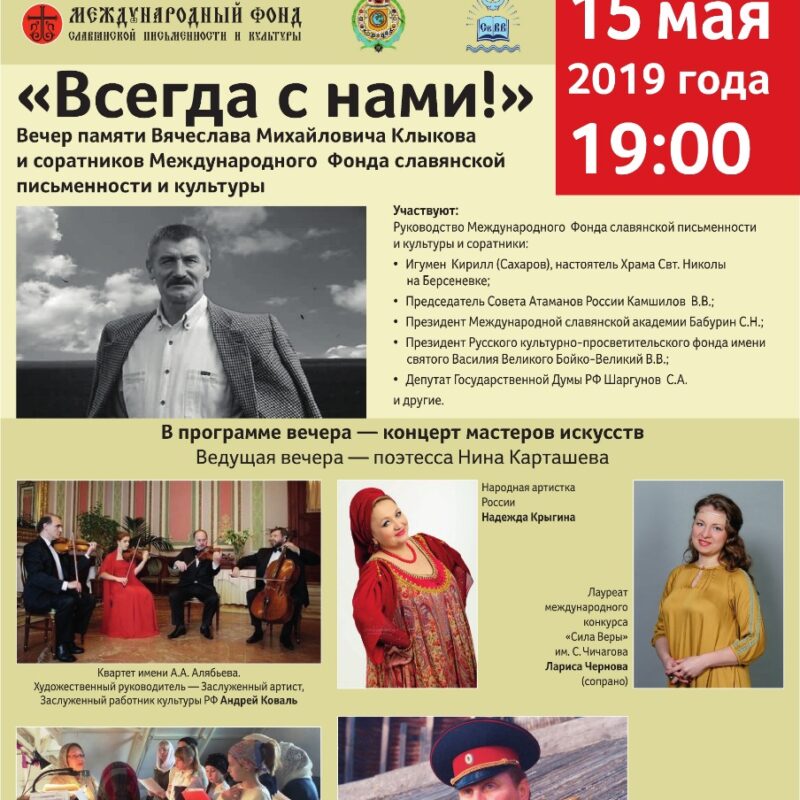 МЕЖДУНАРОДНЫЙ ФОНД
СЛАВЯНСКОЙ ПИСЬМЕННОСТИ И КУЛЬТУРЫ
15 мая
2019 года
19:00
«Всегда с нами!»
Вечер памяти Вячеслава Михайловича Клыкова
и соратников Международного Фонда славянской
письменности и культуры
Участвуют:
Руководство Международного Фонда славянской письменности
и культуры и соратники:
• Игумен Кирилл (Сахаров), настоятель Храма Свт. Николы
на Берсеневке;
• Председатель Совета Атаманов России Камшилов В.В.;
• Президент Международной славянской академии Бабурин С.Н.;
• Президент Русского культурно-просветительского фонда имени
святого Василия Великого Бойко-Великий В.В.;
• Депутат Государственной Думы РФ Шаргунов С.А.
и другие.
В программе вечера — концерт мастеров искусств
Ведущая вечера — поэтесса Нина Карташева
Народная артистка
России
Надежда Крыгина
Лауреат
международного
конкурса
«Сила Веры»
им. С. Чичагова
Лариса Чернова
(сопрано)
Квартет имени А.А. Алябьева.
Художественный руководитель — Заслуженный артист,
Заслуженный работник культуры РФ Андрей Коваль